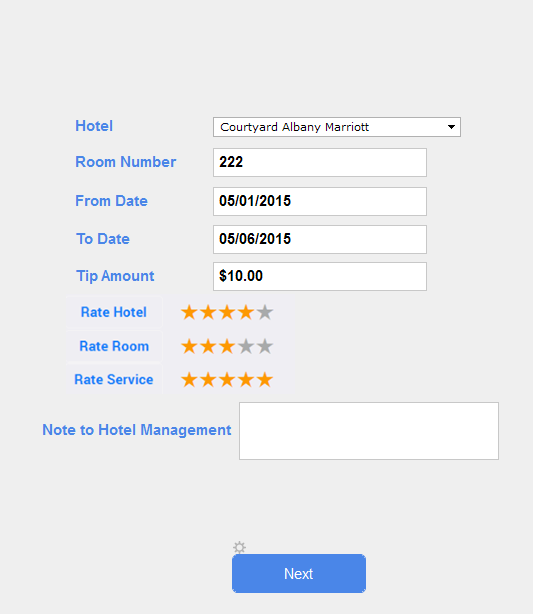 Hotel Courtyard Albany Marriott
Room Number 222
From Date 05/01/2015
To Date 05/06/2015
Tip Amount $10.00
Rate Hotel
Rate Room
Rate Service
Note to Hotel Management
Next